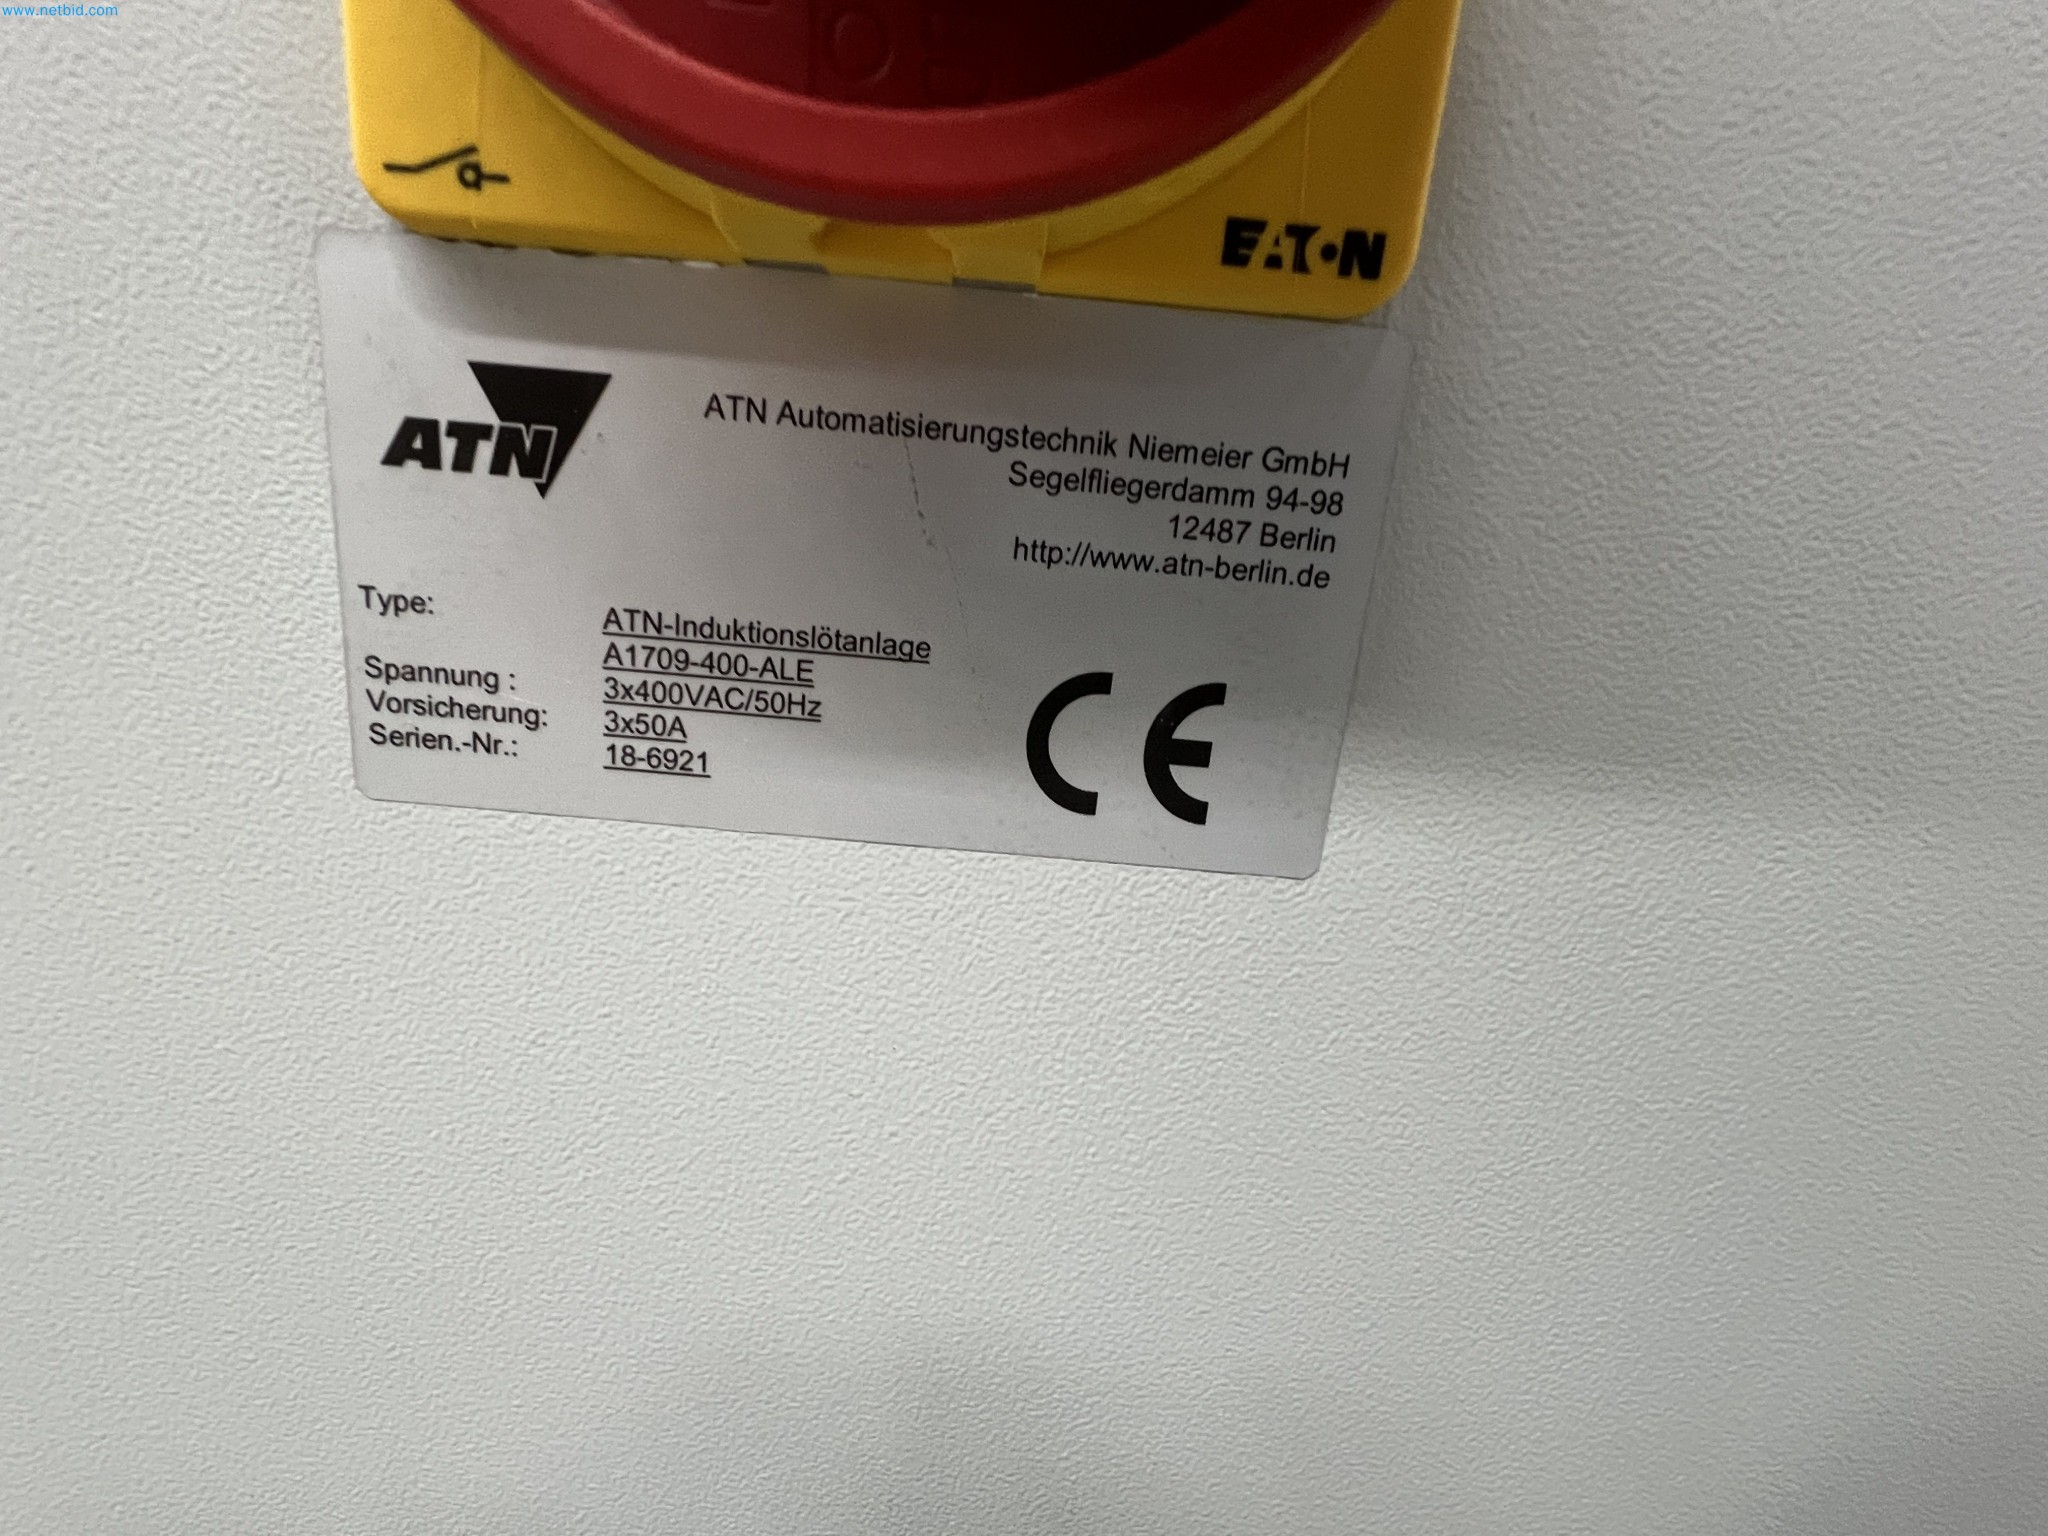 www.netbid.com
EATON
ATN
ATN Automatisierungstechnik Niemeier GmbH
Segelfliegerdamm 94-98
12487 Berlin
http://www.atn-berlin.de
Type: ATN-Induktionslötanlage
A1709-400-ALE
Spannung : 3x400VAC/50Hz
Vorsicherung: 3x50A
Serien.-Nr.: 18-6921
CE